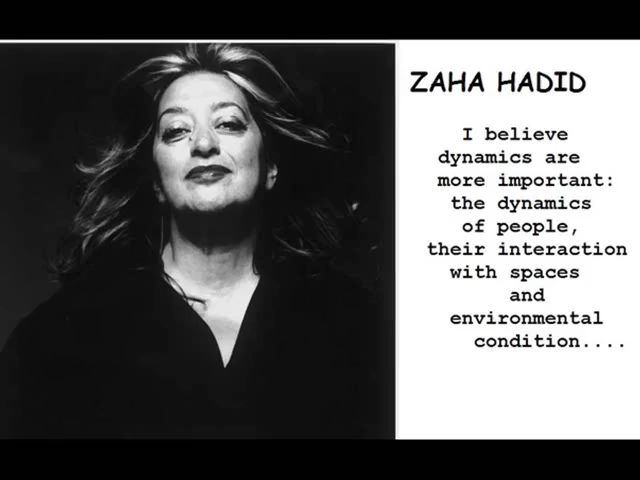 ZAHA HADID
I believe
dynamics are
more important:
the dynamics
of people,
their interaction
with spaces
and
environmental
condition....